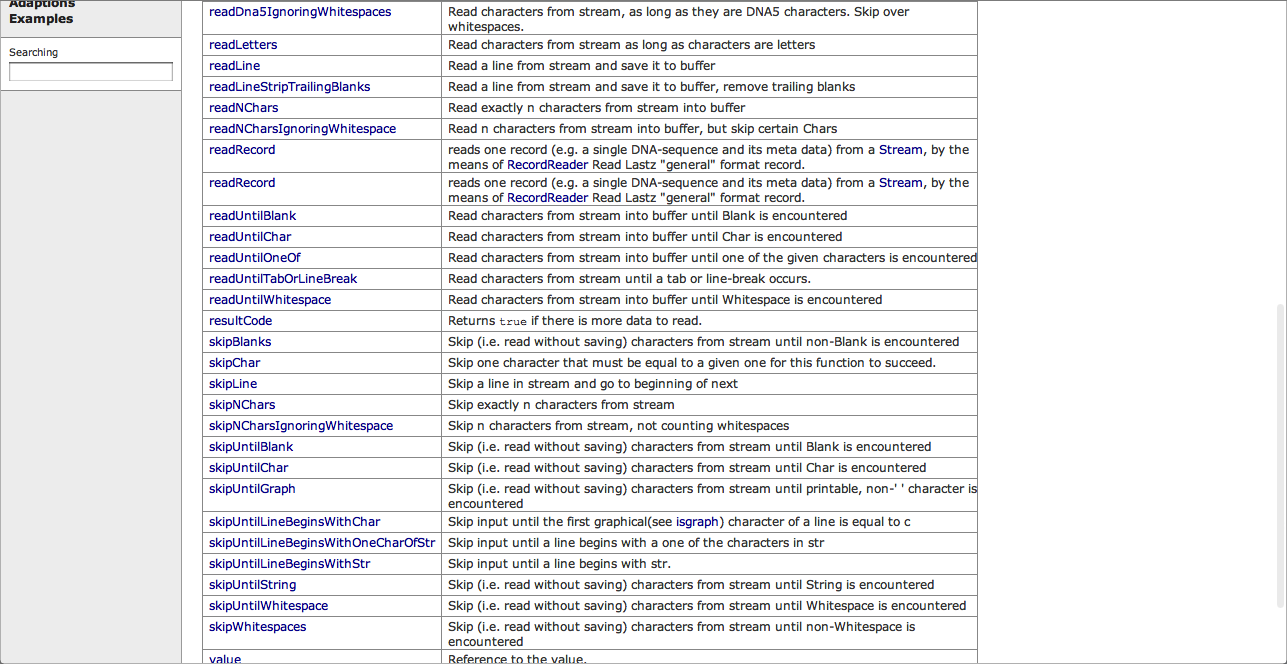 Adaptions
Examples
Searching
readDna5IgnoringWhitespaces Read characters from stream, as long as they are DNA5 characters. Skip over
whitespaces.
readLetters Read characters from stream as long as characters are letters
readLine Read a line from stream and save it to buffer
readLineStripTrailingBlanks Read a line from stream and save it to buffer, remove trailing blanks
readNChars Read exactly n characters from stream into buffer
readNCharsIgnoringWhitespace Read n characters from stream into buffer, but skip certain Chars
readRecord reads one record (e.g. a single DNA-sequence and its meta data) from a Stream, by the
means of RecordReader Read Lastz "general" format record.
readRecord reads one record (e.g. a single DNA-sequence and its meta data) from a Stream, by the
means of RecordReader Read Lastz "general" format record.
readUntilBlank Read characters from stream into buffer until Blank is encountered
readUntilChar Read characters from stream into buffer until Char is encountered
readUntilOneOf Read characters from stream into buffer until one of the given characters is encountered
readUntilTabOrLineBreak Read characters from stream until a tab or line-break occurs.
readUntilWhitespace Read characters from stream into buffer until Whitespace is encountered
resultCode Returns true if there is more data to read.
skipBlanks Skip (i.e. read without saving) characters from stream until non-Blank is encountered
skipChar Skip one character that must be equal to a given one for this function to succeed.
skipLine Skip a line in stream and go to beginning of next
skipNChars Skip exactly n characters from stream
skipNCharsIgnoringWhitespace Skip n characters from stream, not counting whitespaces
skipUntilBlank Skip (i.e. read without saving) characters from stream until Blank is encountered
skipUntilChar Skip (i.e. read without saving) characters from stream until Char is encountered
skipUntilGraph Skip (i.e. read without saving) characters from stream until printable, non-' ' character is
encountered
skipUntilLineBeginsWithChar Skip input until the first graphical(see isgraph) character of a line is equal to c
skipUntilLineBeginsWithOneCharOfStr Skip input until a line begins with a one of the characters in str
skipUntilLineBeginsWithStr Skip input until a line begins with str.
skipUntilString Skip (i.e. read without saving) characters from stream until String is encountered
skipUntilWhitespace Skip (i.e. read without saving) characters from stream until Whitespace is encountered
skipWhitespaces Skip (i.e. read without saving) characters from stream until non-Whitespace is
encountered
value Reference to the value.